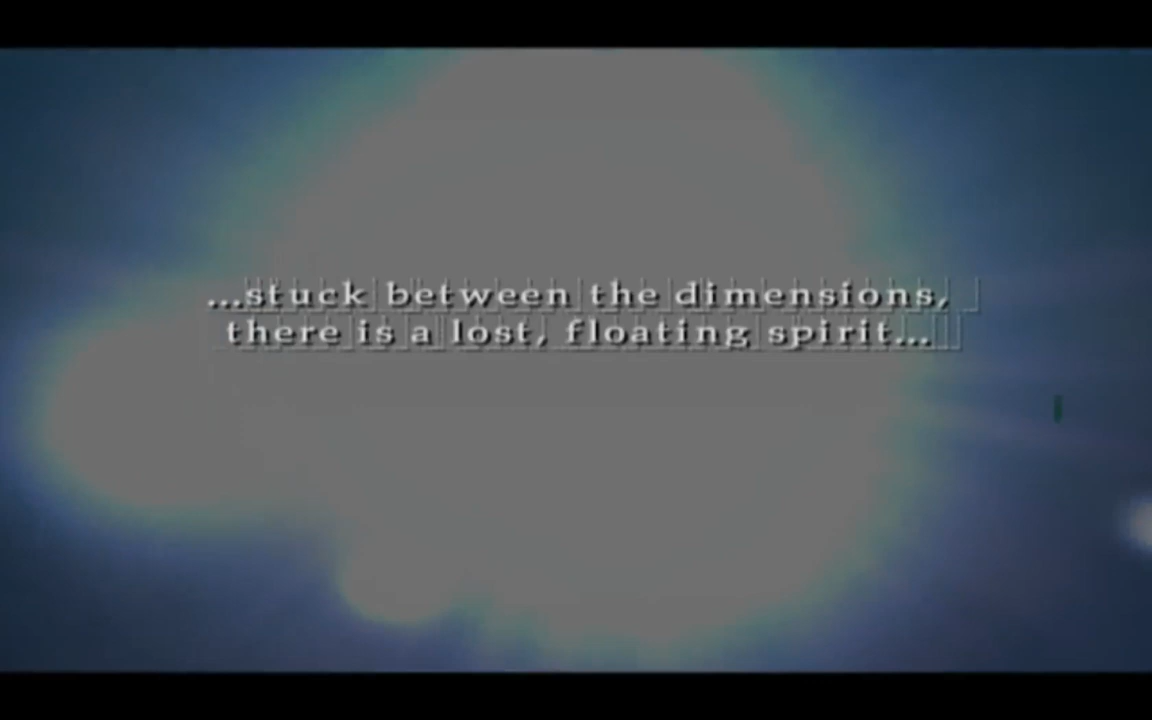 ...stuck between the dimensions,
there is a lost, floating spirit...